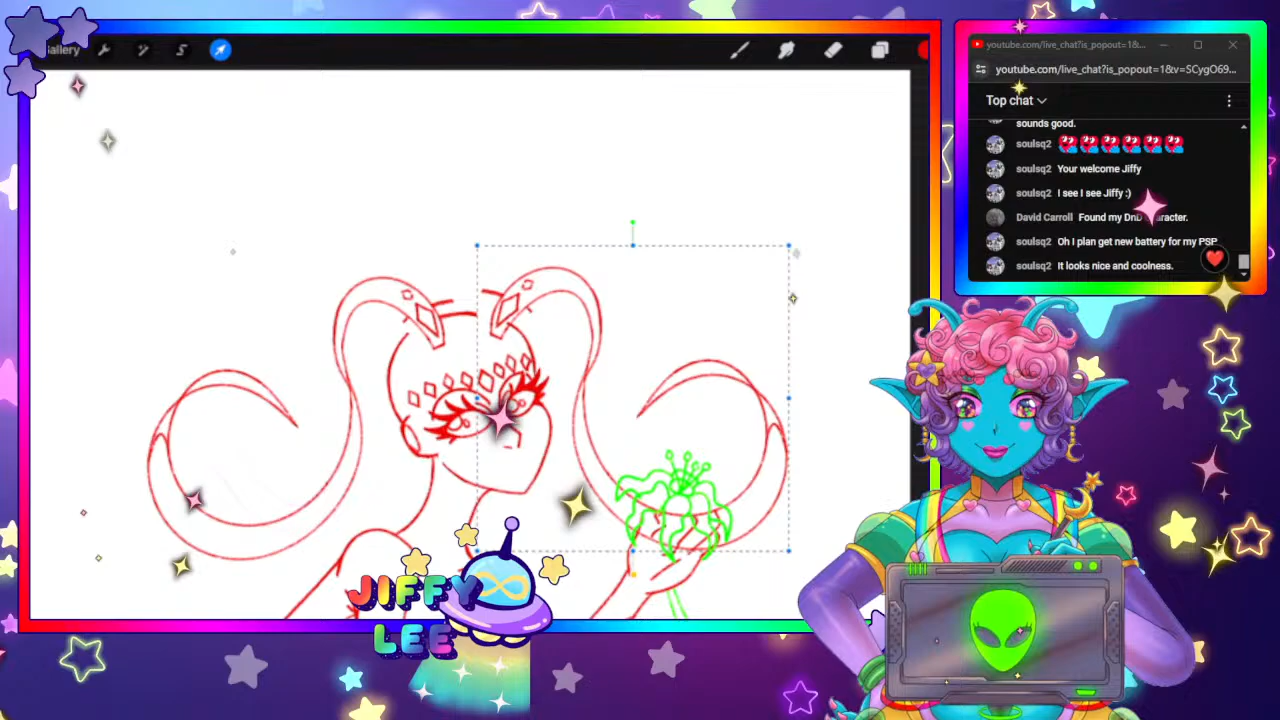 Gallery
youtube.com/live_chat?is_popout=1&...
youtube.com/live_chat?is_popout=1&v=SCygO69...
Top chat
sounds good.
soulsq2
soulsq2 Your welcome Jiffy
soulsq2 I see I see Jiffy :)
David Carroll Found my DnD character.
soulsq2 Oh I plan get new battery for my PSP
soulsq2 It looks nice and coolness.
JIFFY
LEE